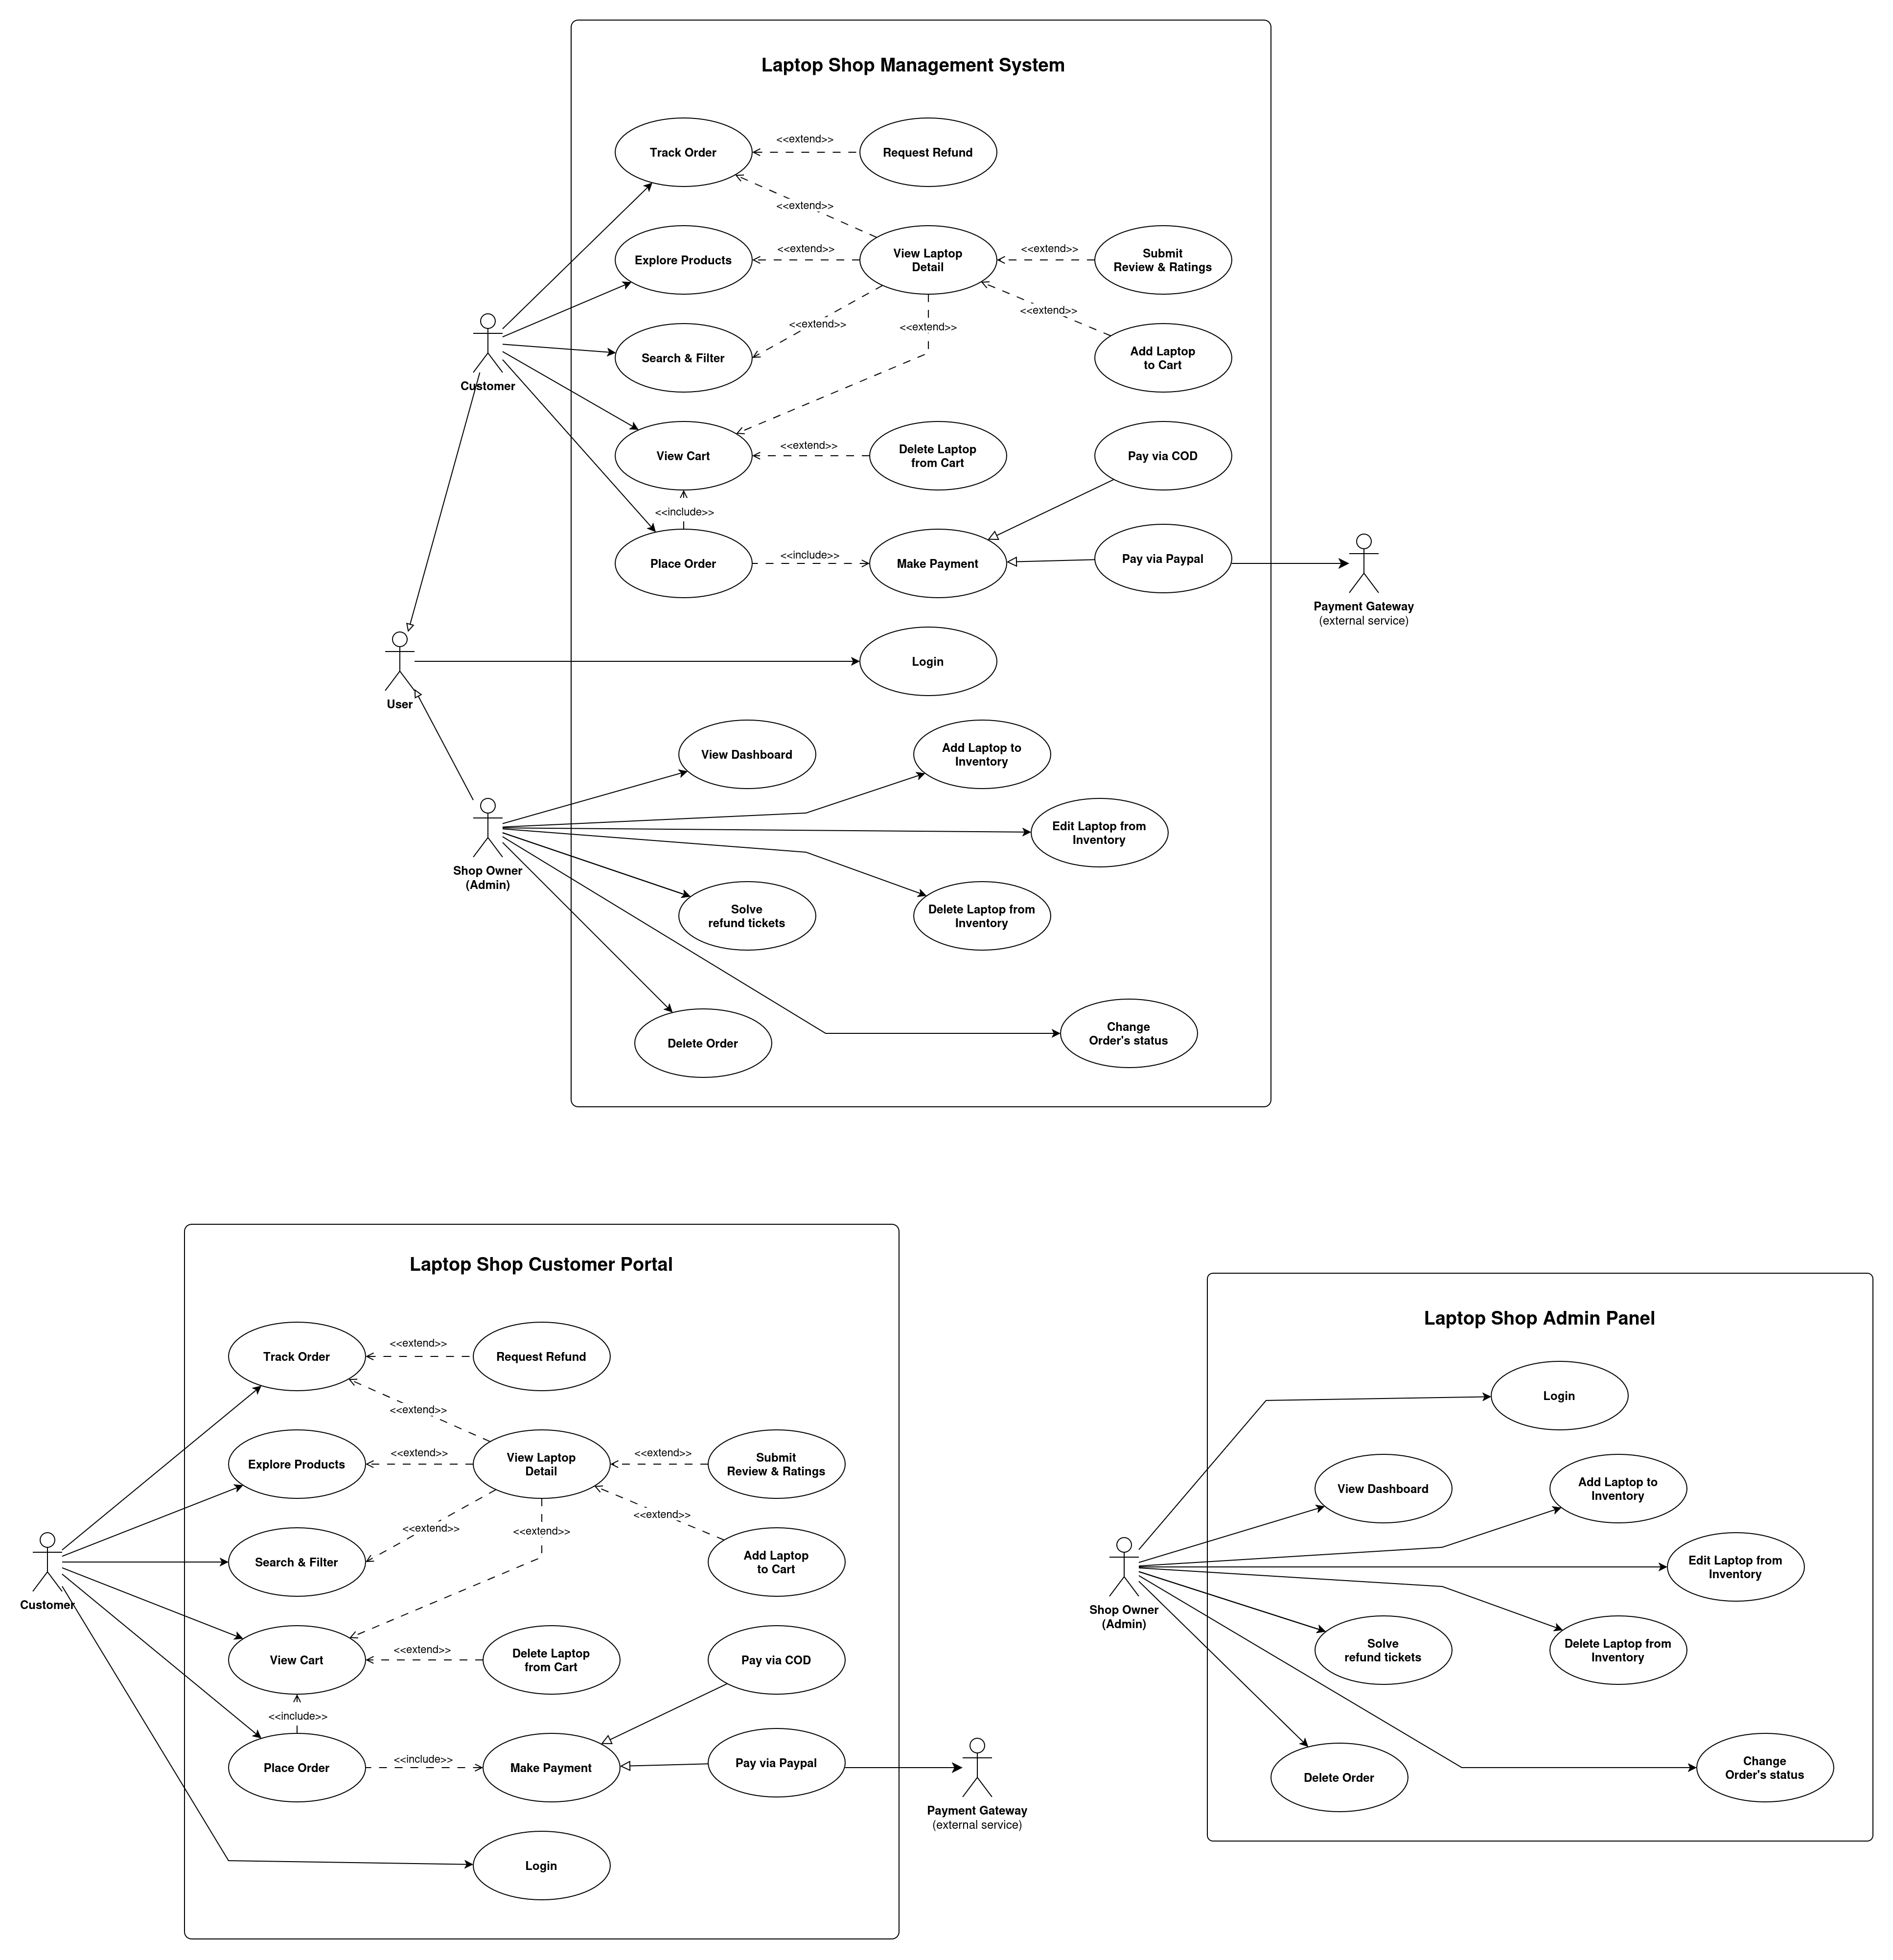 Laptop Shop Management System
Track Order
<<extend>>
Request Refund
<<extend>>
Explore Products
<<extend>>
View Laptop
Detail
<<extend>>
Submit
Review & Ratings
<<extend>>
<<extend>>
<<extend>>
Search & Filter
Add Laptop
to Cart
Customer
View Cart
<<extend>>
Delete Laptop
from Cart
Pay via COD
<<include>>
Place Order
<<include>>
Make Payment
Pay via Paypal
Payment Gateway
(external service)
Login
User
View Dashboard
Add Laptop to
Inventory
Edit Laptop from
Inventory
Shop Owner
(Admin)
Solve
refund tickets
Delete Laptop from
Inventory
Delete Order
Change
Order's status
Laptop Shop Customer Portal
Track Order
<<extend>>
Request Refund
<<extend>>
Explore Products
<<extend>>
View Laptop
Detail
<<extend>>
Submit
Review & Ratings
<<extend>>
<<extend>>
<<extend>>
Search & Filter
Add Laptop
to Cart
Customer
View Cart
<<extend>>
Delete Laptop
from Cart
Pay via COD
<<include>>
Place Order
<<include>>
Make Payment
Pay via Paypal
Payment Gateway
(external service)
Login
Laptop Shop Admin Panel
Login
View Dashboard
Add Laptop to
Inventory
Edit Laptop from
Inventory
Shop Owner
(Admin)
Solve
refund tickets
Delete Laptop from
Inventory
Delete Order
Change
Order's status